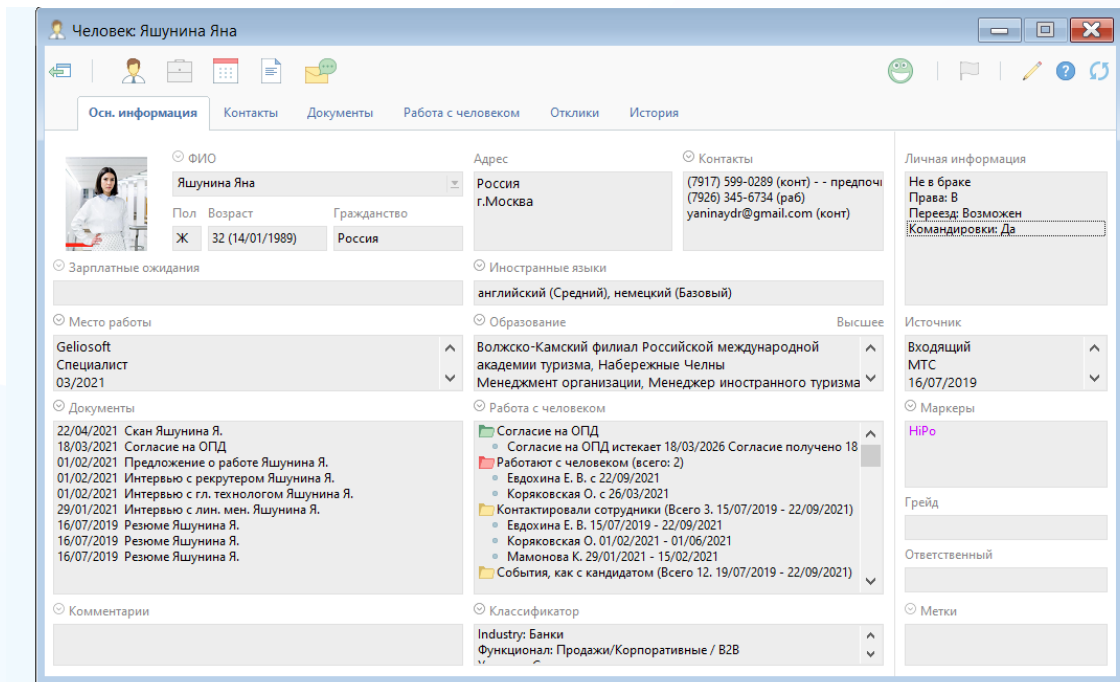 Человек: Яшунина Яна
Осн. информация Контакты Документы Работа с человеком Отклики История
ФИО
Яшунина Яна
Пол Возраст Гражданство
Ж 32 (14/01/1989) Россия
Адрес
Россия
г.Москва
Контакты
(7917) 599-0289 (конт) - - предпоч
(7926) 345-6734 (раб)
yaninaydr@gmail.com (конт)
Личная информация
Не в браке
Права: B
Переезд: Возможен
Командировки: Да
Зарплатные ожидания
Иностранные языки
английский (Средний), немецкий (Базовый)
Место работы
Geliosoft
Специалист
03/2021
Образование Высшее
Волжско-Камский филиал Российской международной
академии туризма, Набережные Челны
Менеджмент организации, Менеджер иностранного туризма
Источник
Входящий
МТС
16/07/2019
Документы
22/04/2021 Скан Яшунина Я.
18/03/2021 Согласие на ОПД
01/02/2021 Предложение о работе Яшунина Я.
01/02/2021 Интервью с рекрутером Яшунина Я.
01/02/2021 Интервью с гл. технологом Яшунина Я.
29/01/2021 Интервью с лин. мен. Яшунина Я.
16/07/2019 Резюме Яшунина Я.
16/07/2019 Резюме Яшунина Я.
16/07/2019 Резюме Яшунина Я.
Работа с человеком
Согласие на ОПД
Согласие на ОПД истекает 18/03/2026 Согласие получено 18
Работают с человеком (всего: 2)
Евдохина Е. В. с 22/09/2021
Коряковская О. с 26/03/2021
Контактировали сотрудники (Всего 3. 15/07/2019 - 22/09/2021)
Евдохина Е. В. 15/07/2019 - 22/09/2021
Коряковская О. 01/02/2021 - 01/06/2021
Мамонова К. 29/01/2021 - 15/02/2021
События, как с кандидатом (Всего 12. 19/07/2019 - 22/09/2021)
Маркеры
HiPo
Грейд
Ответственный
Комментарии
Классификатор
Industry: Банки
Функционал: Продажи/Корпоративные / B2B
Метки